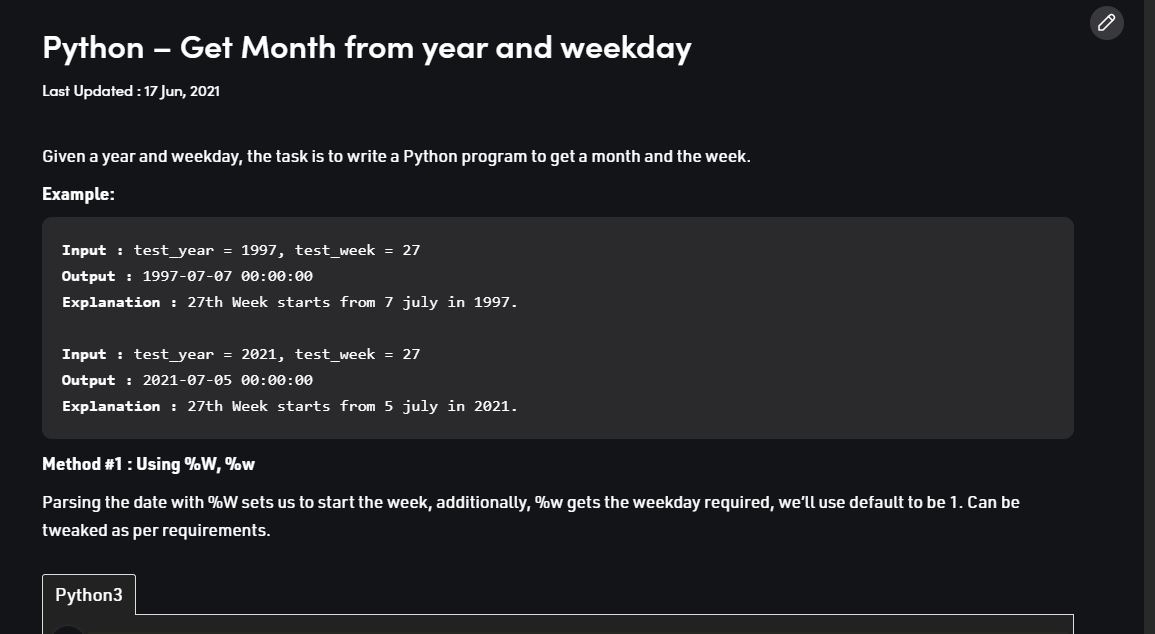 Python – Get Month from year and weekday
Last Updated : 17 Jun, 2021
Given a year and weekday, the task is to write a Python program to get a month and the week.
Example:
Input : test_year = 1997, test_week = 27
Output : 1997-07-07 00:00:00
Explanation : 27th Week starts from 7 july in 1997.
Input : test_year = 2021, test_week = 27
Output : 2021-07-05 00:00:00
Explanation : 27th Week starts from 5 july in 2021.
Method #1 : Using %W, %w
Parsing the date with %W sets us to start the week, additionally, %w gets the weekday required, we’ll use default to be 1. Can be
tweaked as per requirements.
Python3